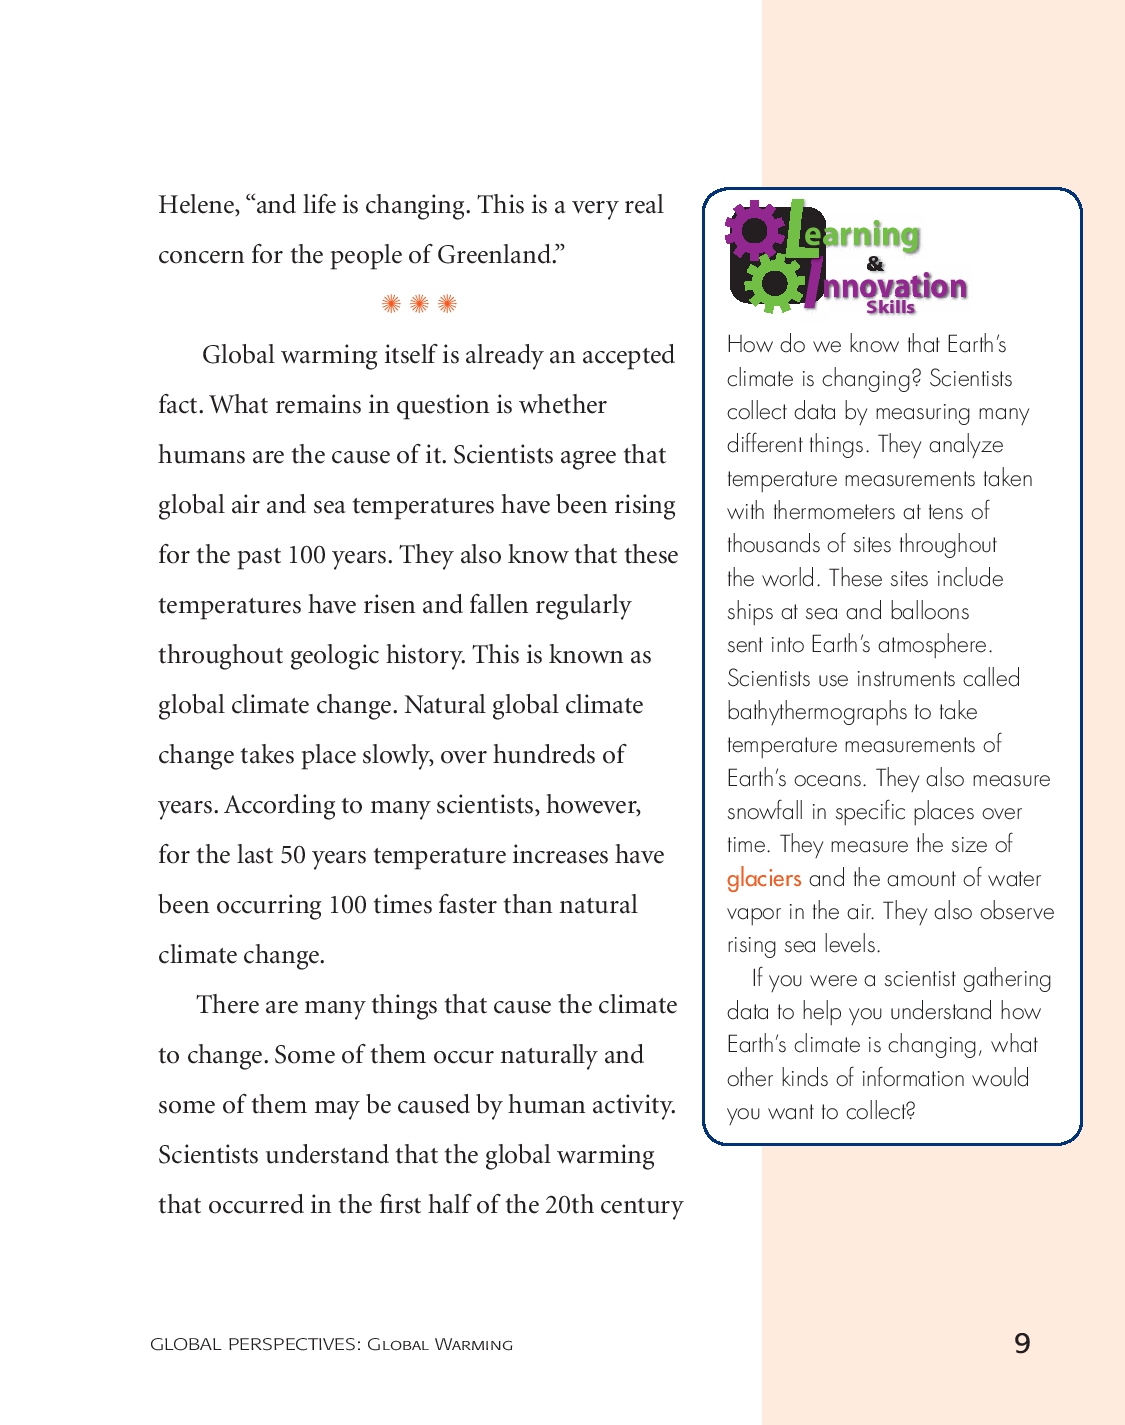 Helene, “and life is changing. This is a very real
concern for the people of Greenland.”
Global warming itself is already an accepted
fact. What remains in question is whether
humans are the cause of it. Scientists agree that
global air and sea temperatures have been rising
for the past 100 years. They also know that these
temperatures have risen and fallen regularly
throughout geologic history. This is known as
global climate change. Natural global climate
change takes place slowly, over hundreds of
years. According to many scientists, however,
for the last 50 years temperature increases have
been occurring 100 times faster than natural
climate change.
There are many things that cause the climate
to change. Some of them occur naturally and
some of them may be caused by human activity.
Scientists understand that the global warming
that occurred in the first half of the 20th century
Learning
&
Innovation
Skills
How do we know that Earth’s
climate is changing? Scientists
collect data by measuring many
different things. They analyze
temperature measurements taken
with thermometers at tens of
thousands of sites throughout
the world. These sites include
ships at sea and balloons
sent into Earth’s atmosphere.
Scientists use instruments called
bathythermographs to take
temperature measurements of
Earth’s oceans. They also measure
snowfall in specific places over
time. They measure the size of
glaciers and the amount of water
vapor in the air. They also observe
rising sea levels.
If you were a scientist gathering
data to help you understand how
Earth’s climate is changing, what
other kinds of information would
you want to collect?
GLOBAL PERSPECTIVES: Global Warming
9